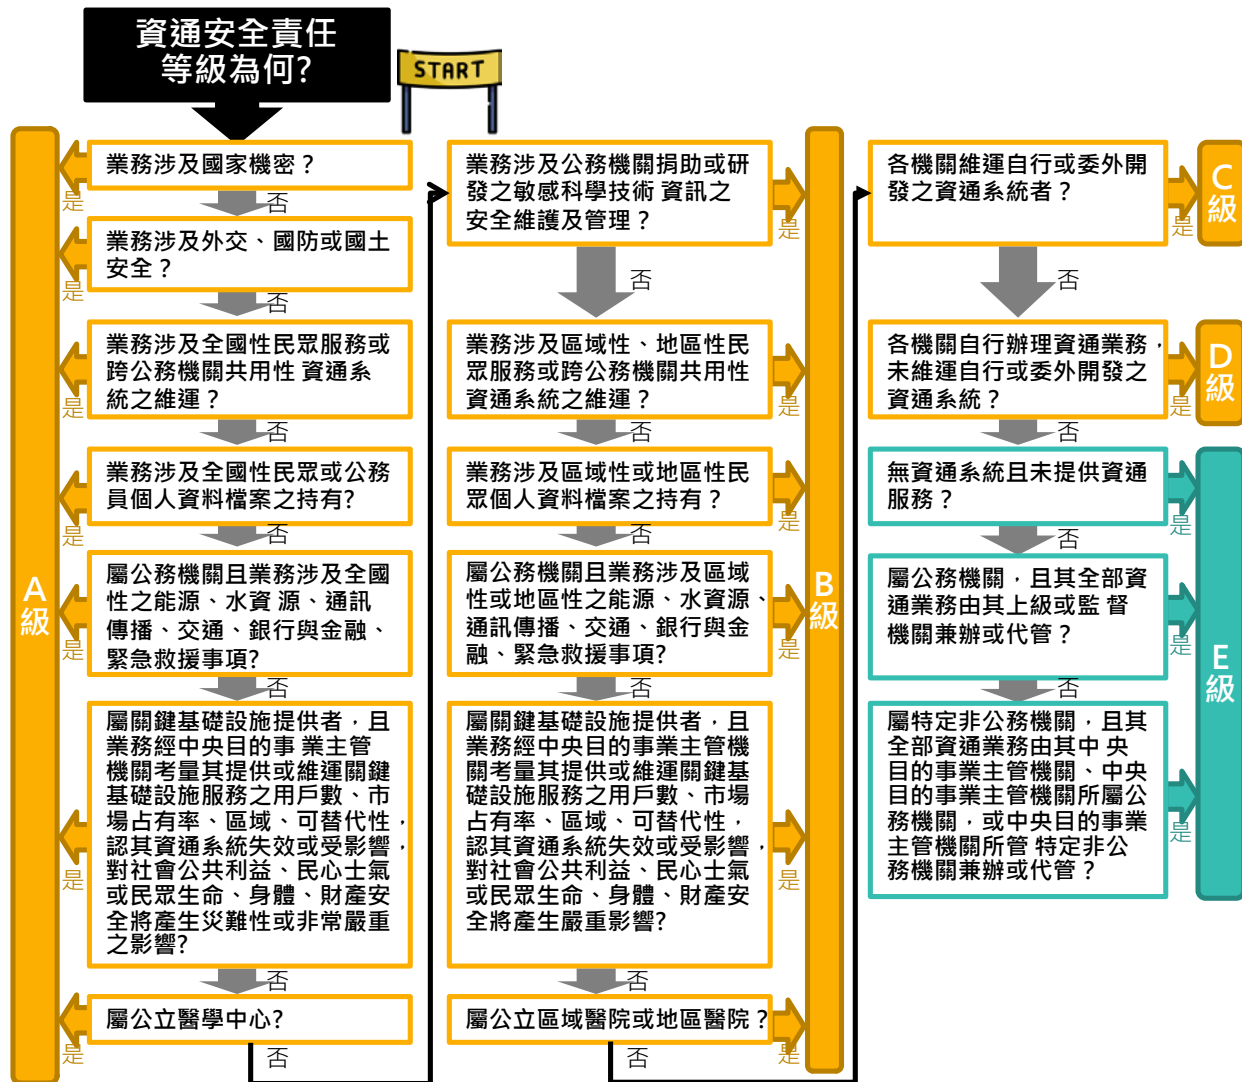 資通安全責任
等級為何?
START
A
級
業務涉及國家機密？
是
否
業務涉及外交、國防或國土
安全？
是
否
業務涉及全國性民眾服務或
跨公務機關共用性 資通系
統之維運？
是
否
業務涉及全國性民眾或公務
員個人資料檔案之持有?
是
否
屬公務機關且業務涉及全國
性之能源、水資 源、通訊
傳播、交通、銀行與金融、
緊急救援事項?
是
否
屬關鍵基礎設施提供者，且
業務經中央目的事 業主管
機關考量其提供或維運關鍵
基礎設施服務之用戶數、市
場占有率、區域、可替代性，
認其資通系統失效或受影響，
對社會公共利益、民心士氣
或民眾生命、身體、財產安
全將產生災難性或非常嚴重
之影響?
是
否
屬公立醫學中心?
是
否
業務涉及公務機關捐助或研
發之敏感科學技術 資訊之
安全維護及管理？
是
否
業務涉及區域性、地區性民
眾服務或跨公務機關共用性
資通系統之維運？
是
否
業務涉及區域性或地區性民
眾個人資料檔案之持有？
是
否
屬公務機關且業務涉及區域
性或地區性之能源、水資源、
通訊傳播、交通、銀行與金
融、緊急救援事項?
是
否
屬關鍵基礎設施提供者，且
業務經中央目的事業主管機
關考量其提供或維運關鍵基
礎設施服務之用戶數、市場
占有率、區域、可替代性，
認其資通系統失效或受影響，
對社會公共利益、民心士氣
或民眾生命、身體、財產安
全將產生嚴重影響?
是
否
屬公立區域醫院或地區醫院？
是
否
B
級
各機關維運自行或委外開
發之資通系統者？
是
否
C
級
各機關自行辦理資通業務，
未維運自行或委外開發之
資通系統？
是
否
D
級
無資通系統且未提供資通
服務？
是
否
屬公務機關，且其全部資
通業務由其上級或監 督
機關兼辦或代管？
是
否
屬特定非公務機關，且其
全部資通業務由其中 央
目的事業主管機關、中央
目的事業主管機關所屬公
務機關，或中央目的事業
主管機關所管 特定非公
務機關兼辦或代管？
是
E
級